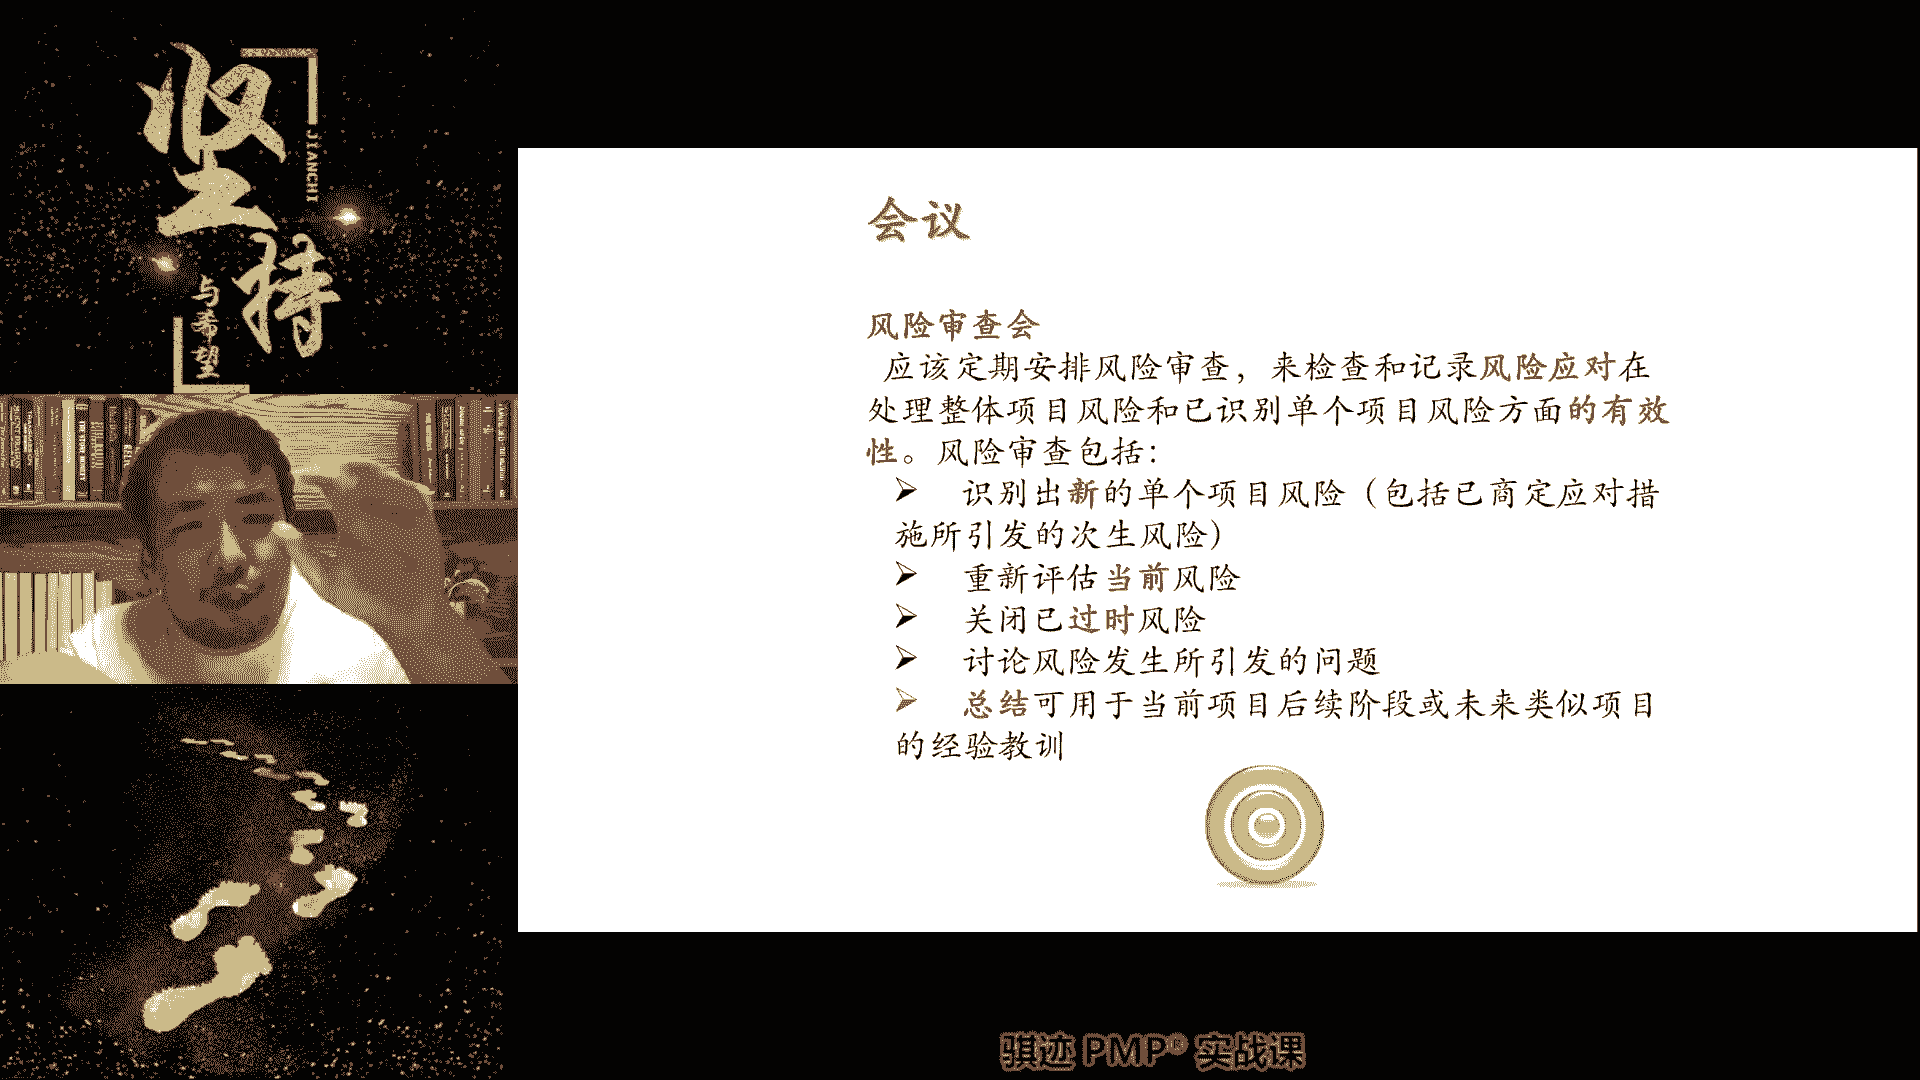 坚持
JIANCHI
与希望
会议
风险审查会
应该定期安排风险审查，来检查和记录风险应对在
处理整体项目风险和已识别单个项目风险方面的有效
性。风险审查包括：
➢ 识别出新的单个项目风险（包括已商定应对措
施所引发的次生风险）
➢ 重新评估当前风险
➢ 关闭已过时风险
➢ 讨论风险发生所引发的问题
➢ 总结可用于当前项目后续阶段或未来类似项目
的经验教训
骐迹 PMP® 实战课